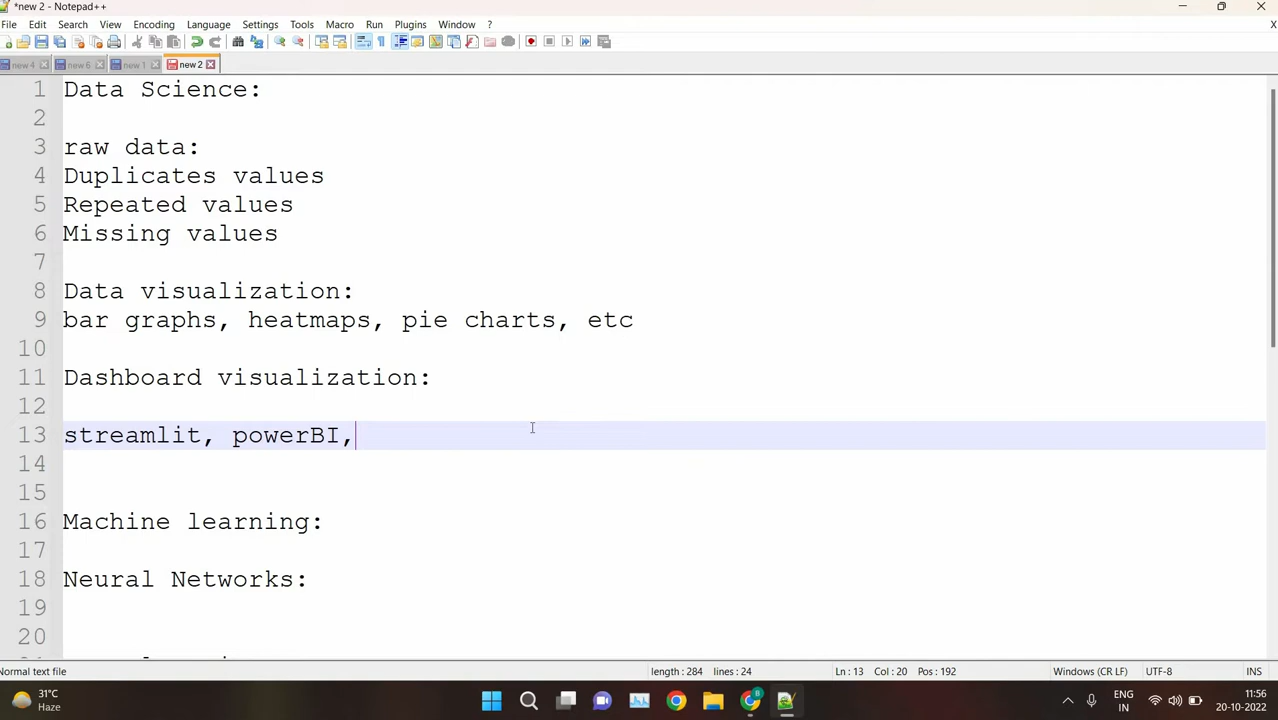 *new 2 - Notepad++
File Edit Search View Encoding Language Settings Tools Macro Run Plugins Window ?
new 4 new 6 new 1 new 2
1 Data Science:
2
3 raw data:
4 Duplicates values
5 Repeated values
6 Missing values
7
8 Data visualization:
9 bar graphs, heatmaps, pie charts, etc
10
11 Dashboard visualization:
12
13 streamlit, powerBI,
14
15
16 Machine learning:
17
18 Neural Networks:
19
20
Normal text file length : 284 lines : 24 Ln : 13 Col : 20 Pos : 192 Windows (CR LF) UTF-8 INS
31°C
Haze
ENG
IN
11:56
20-10-2022